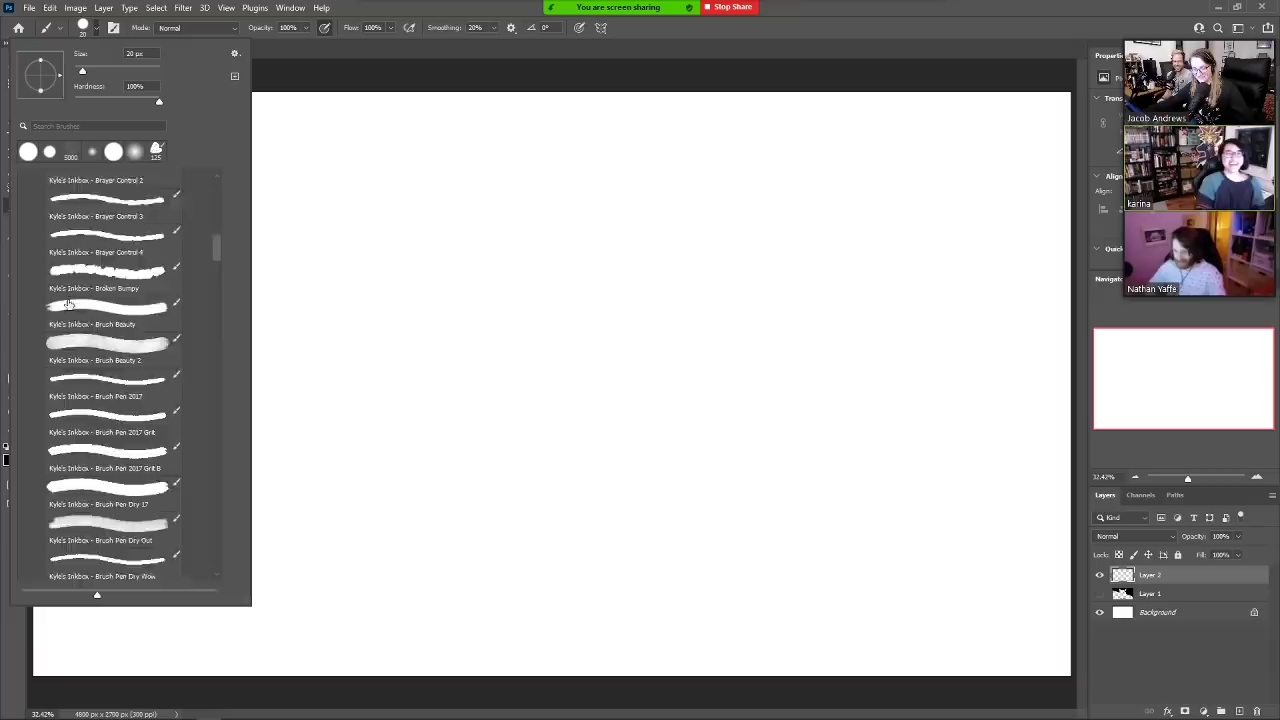 Ps File Edit Image Layer Type Select Filter 3D View Plugins Window Help
You are screen sharing
Stop Share
20
Mode: Normal
Opacity: 100%
Flow: 100%
Smoothing: 20%
0°
Size: 20 px
Hardness: 100%
Search Brushes
5000
125
Kyle's Inkbox - Brayer Control 2
Kyle's Inkbox - Brayer Control 3
Kyle's Inkbox - Brayer Control 4
Kyle's Inkbox - Broken Bumpy
Kyle's Inkbox - Brush Beauty
Kyle's Inkbox - Brush Beauty 2
Kyle's Inkbox - Brush Pen 2017
Kyle's Inkbox - Brush Pen 2017 Grit
Kyle's Inkbox - Brush Pen 2017 Grit B
Kyle's Inkbox - Brush Pen Dry 17
Kyle's Inkbox - Brush Pen Dry Out
Kyle's Inkbox - Brush Pen Dry Wow
32.42%
4800 px x 2700 px (300 ppi)
Jacob Andrews
karina
Nathan Yaffe
32.42%
Layers
Channels
Paths
Kind
Normal
Opacity: 100%
Lock:
Fill: 100%
Layer 2
Layer 1
Background